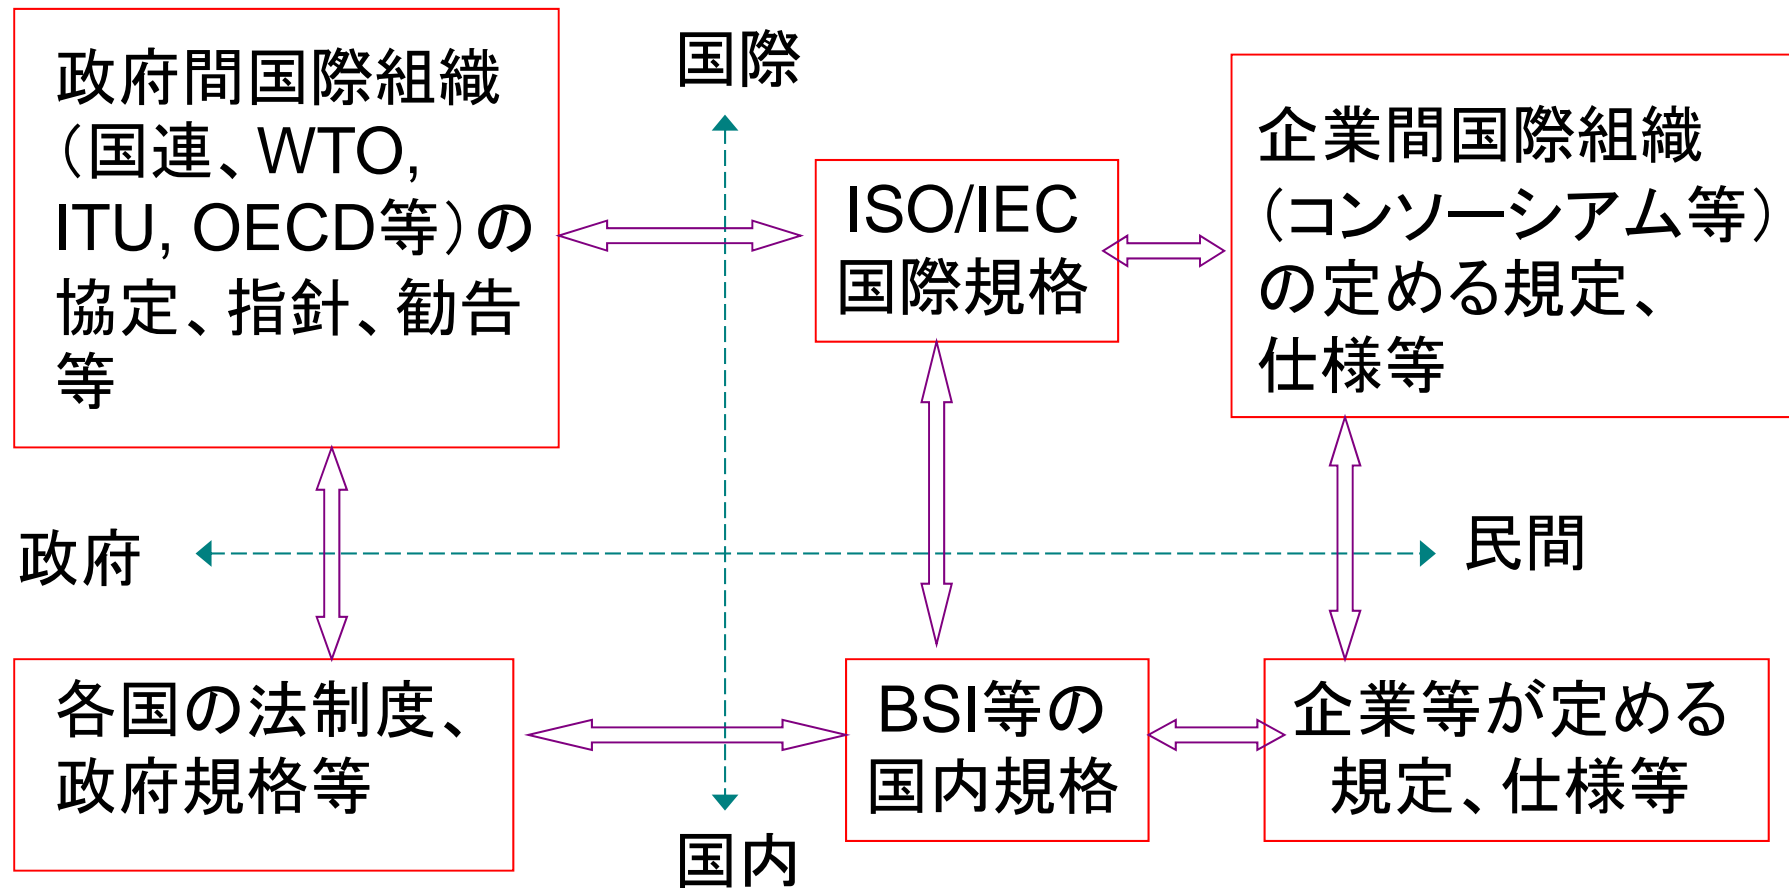 国際
政府間国際組織
（国連、WTO,
ITU, OECD等）の
協定、指針、勧告
等
ISO/IEC
国際規格
企業間国際組織
（コンソーシアム等）
の定める規定、
仕様等
政府
民間
各国の法制度、
政府規格等
BSI等の
国内規格
企業等が定める
規定、仕様等
国内